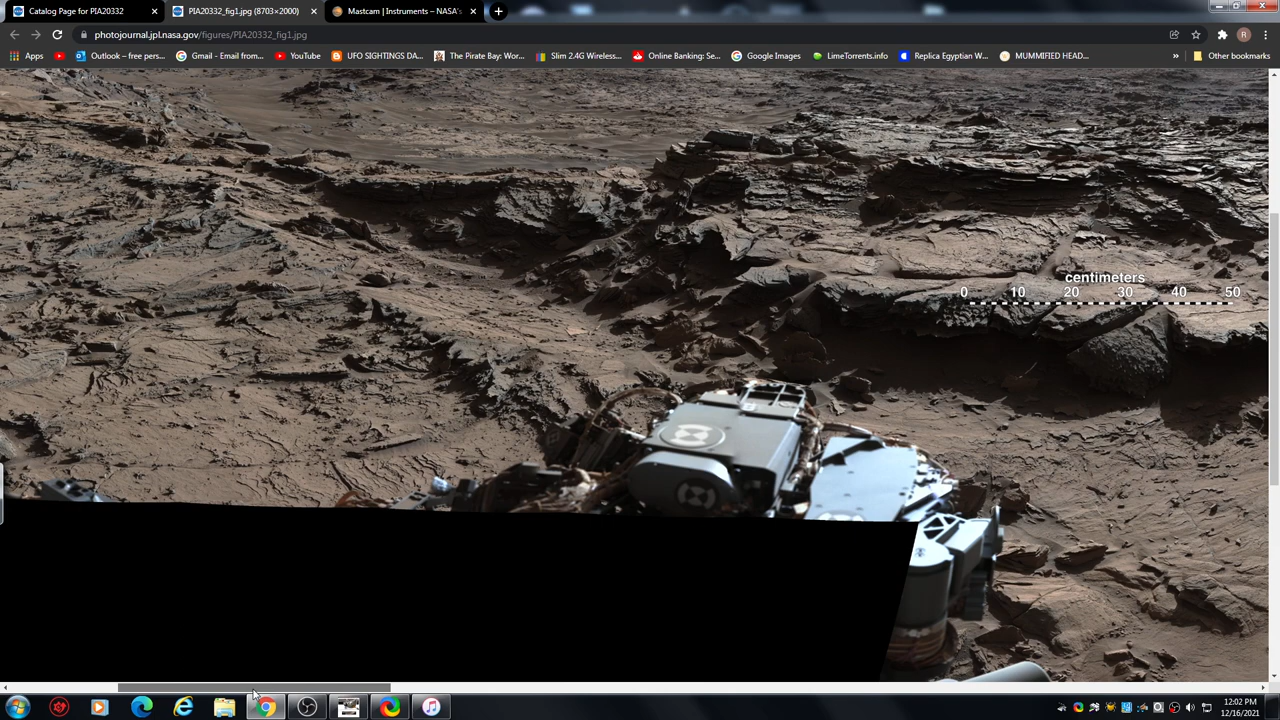 Catalog Page for PIA20332
PIA20332_fig1.jpg (8703×2000)
Mastcam | Instruments – NASA's
photojournal.jpl.nasa.gov/figures/PIA20332_fig1.jpg
R
Apps
Outlook – free pers...
Gmail - Email from...
YouTube
UFO SIGHTINGS DA...
The Pirate Bay: Wor...
Slim 2.4G Wireless...
Online Banking: Se...
Google Images
LimeTorrents.info
Replica Egyptian W...
MUMMIFIED HEAD...
»
Other bookmarks
centimeters
0 10 20 30 40 50
12:02 PM
12/16/2021